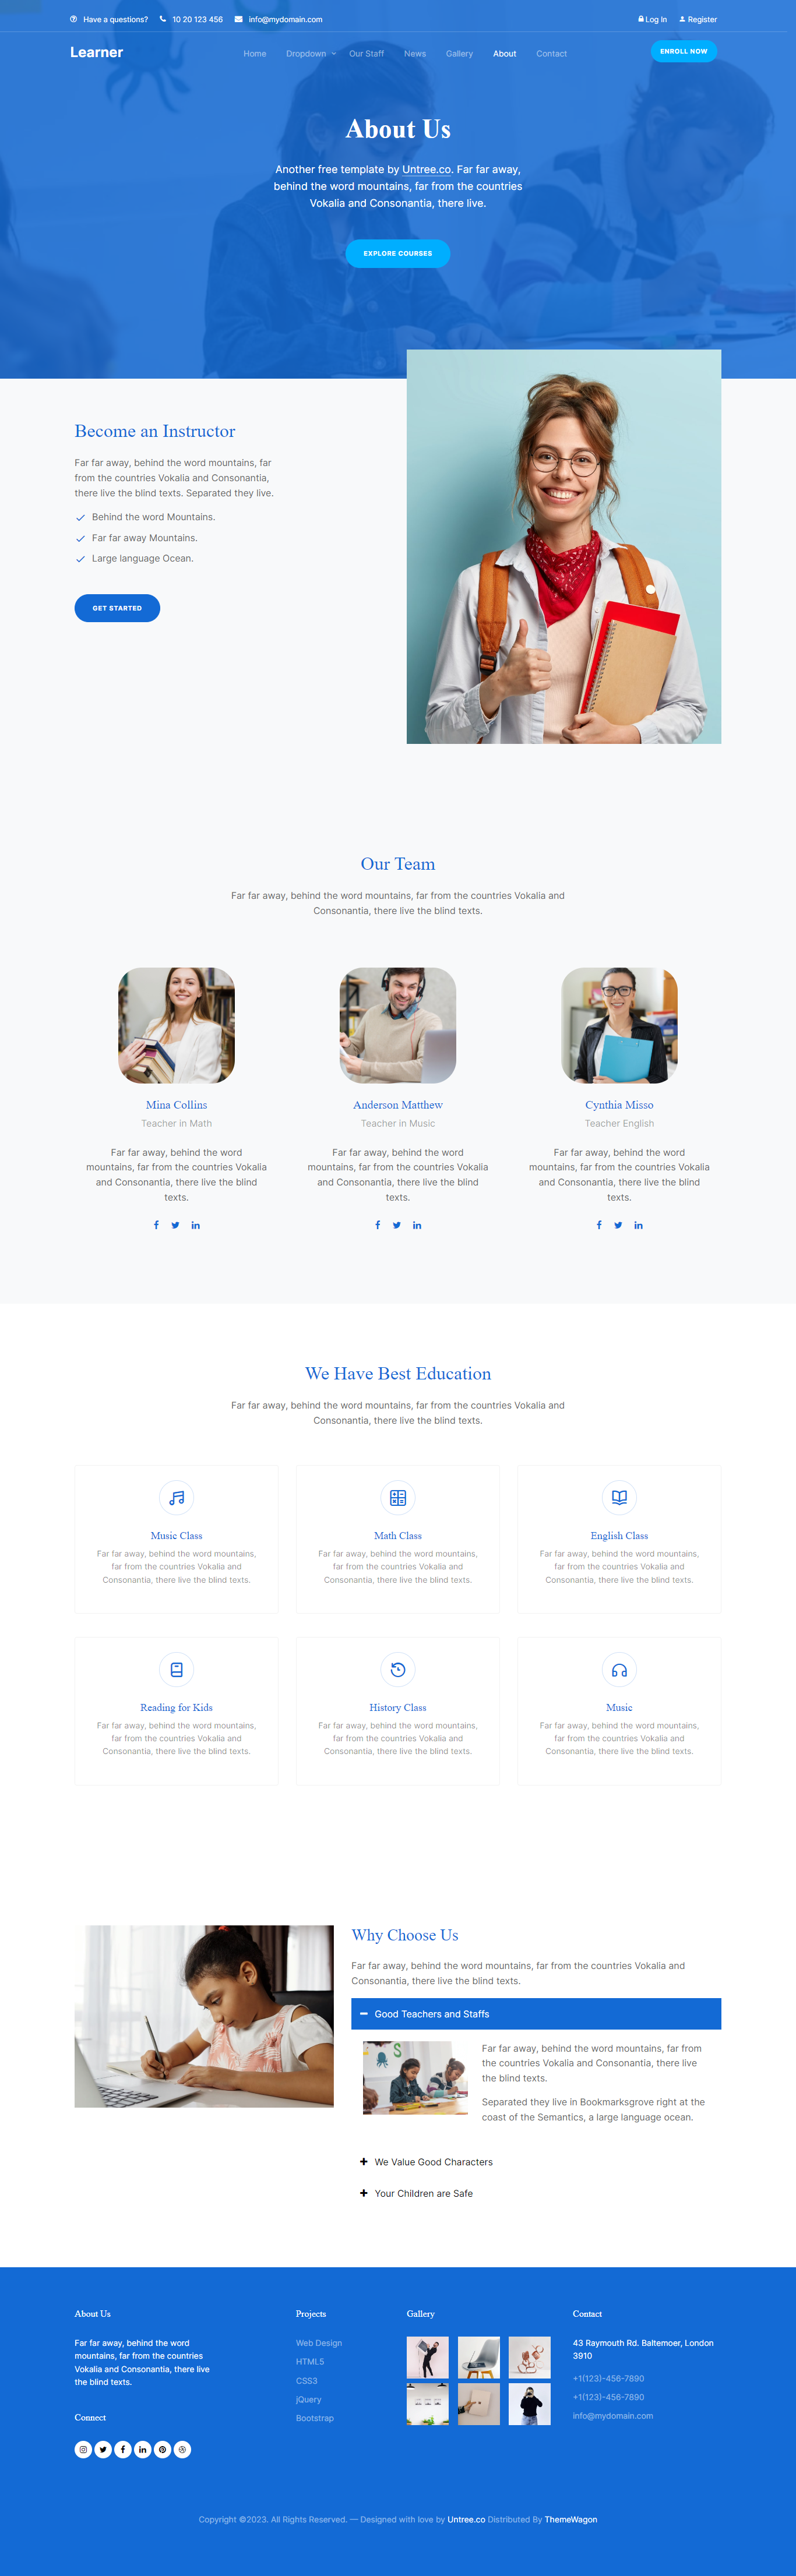 Have a questions? 10 20 123 456 info@mydomain.com Log In Register
Learner Home Dropdown Our Staff News Gallery About Contact ENROLL NOW
About Us
Another free template by Untree.co. Far far away,
behind the word mountains, far from the countries
Vokalia and Consonantia, there live.
EXPLORE COURSES
Become an Instructor
Far far away, behind the word mountains, far
from the countries Vokalia and Consonantia,
there live the blind texts. Separated they live.
Behind the word Mountains.
Far far away Mountains.
Large language Ocean.
GET STARTED
Our Team
Far far away, behind the word mountains, far from the countries Vokalia and
Consonantia, there live the blind texts.
Mina Collins
Teacher in Math
Far far away, behind the word
mountains, far from the countries Vokalia
and Consonantia, there live the blind
texts.
Anderson Matthew
Teacher in Music
Far far away, behind the word
mountains, far from the countries Vokalia
and Consonantia, there live the blind
texts.
Cynthia Misso
Teacher English
Far far away, behind the word
mountains, far from the countries Vokalia
and Consonantia, there live the blind
texts.
We Have Best Education
Far far away, behind the word mountains, far from the countries Vokalia and
Consonantia, there live the blind texts.
Music Class
Far far away, behind the word mountains,
far from the countries Vokalia and
Consonantia, there live the blind texts.
Math Class
Far far away, behind the word mountains,
far from the countries Vokalia and
Consonantia, there live the blind texts.
English Class
Far far away, behind the word mountains,
far from the countries Vokalia and
Consonantia, there live the blind texts.
Reading for Kids
Far far away, behind the word mountains,
far from the countries Vokalia and
Consonantia, there live the blind texts.
History Class
Far far away, behind the word mountains,
far from the countries Vokalia and
Consonantia, there live the blind texts.
Music
Far far away, behind the word mountains,
far from the countries Vokalia and
Consonantia, there live the blind texts.
Why Choose Us
Far far away, behind the word mountains, far from the countries Vokalia and
Consonantia, there live the blind texts.
Good Teachers and Staffs
Far far away, behind the word mountains, far from
the countries Vokalia and Consonantia, there live
the blind texts.
Separated they live in Bookmarksgrove right at the
coast of the Semantics, a large language ocean.
We Value Good Characters
Your Children are Safe
About Us
Far far away, behind the word
mountains, far from the countries
Vokalia and Consonantia, there live
the blind texts.
Connect
Projects
Web Design
HTML5
CSS3
jQuery
Bootstrap
Gallery
Contact
43 Raymouth Rd. Baltemoer, London
3910
+1(123)-456-7890
+1(123)-456-7890
info@mydomain.com
Copyright ©2023. All Rights Reserved. — Designed with love by Untree.co Distributed By ThemeWagon